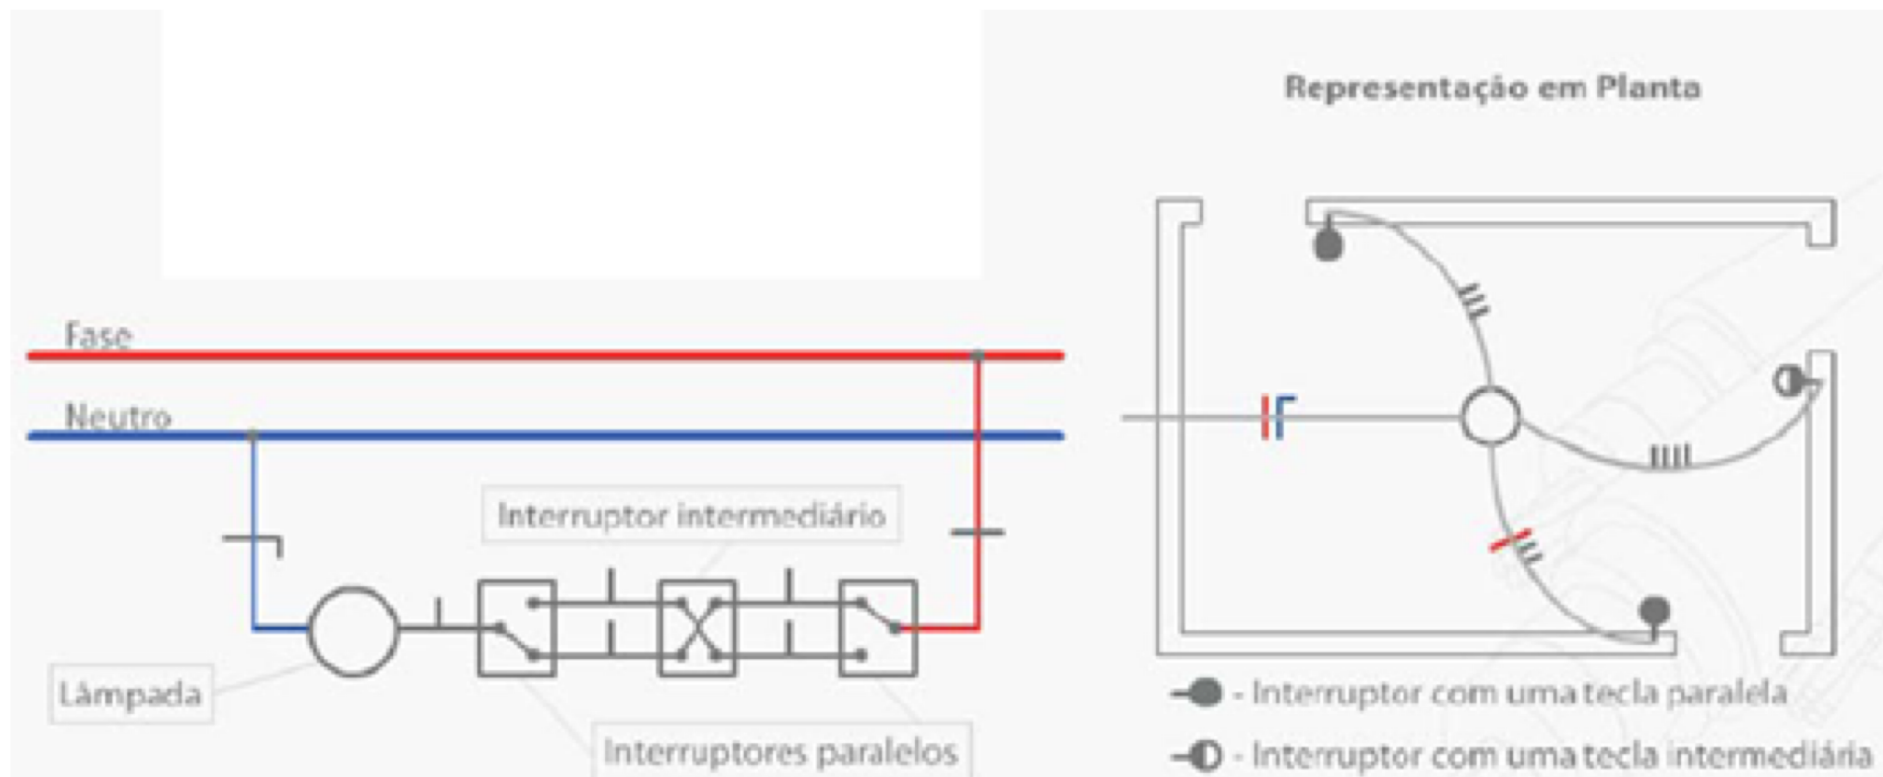 Representação em Planta
Fase
Neutro
Interruptor intermediário
Lâmpada
Interruptores paralelos
- Interruptor com uma tecla paralela
- Interruptor com uma tecla intermediária